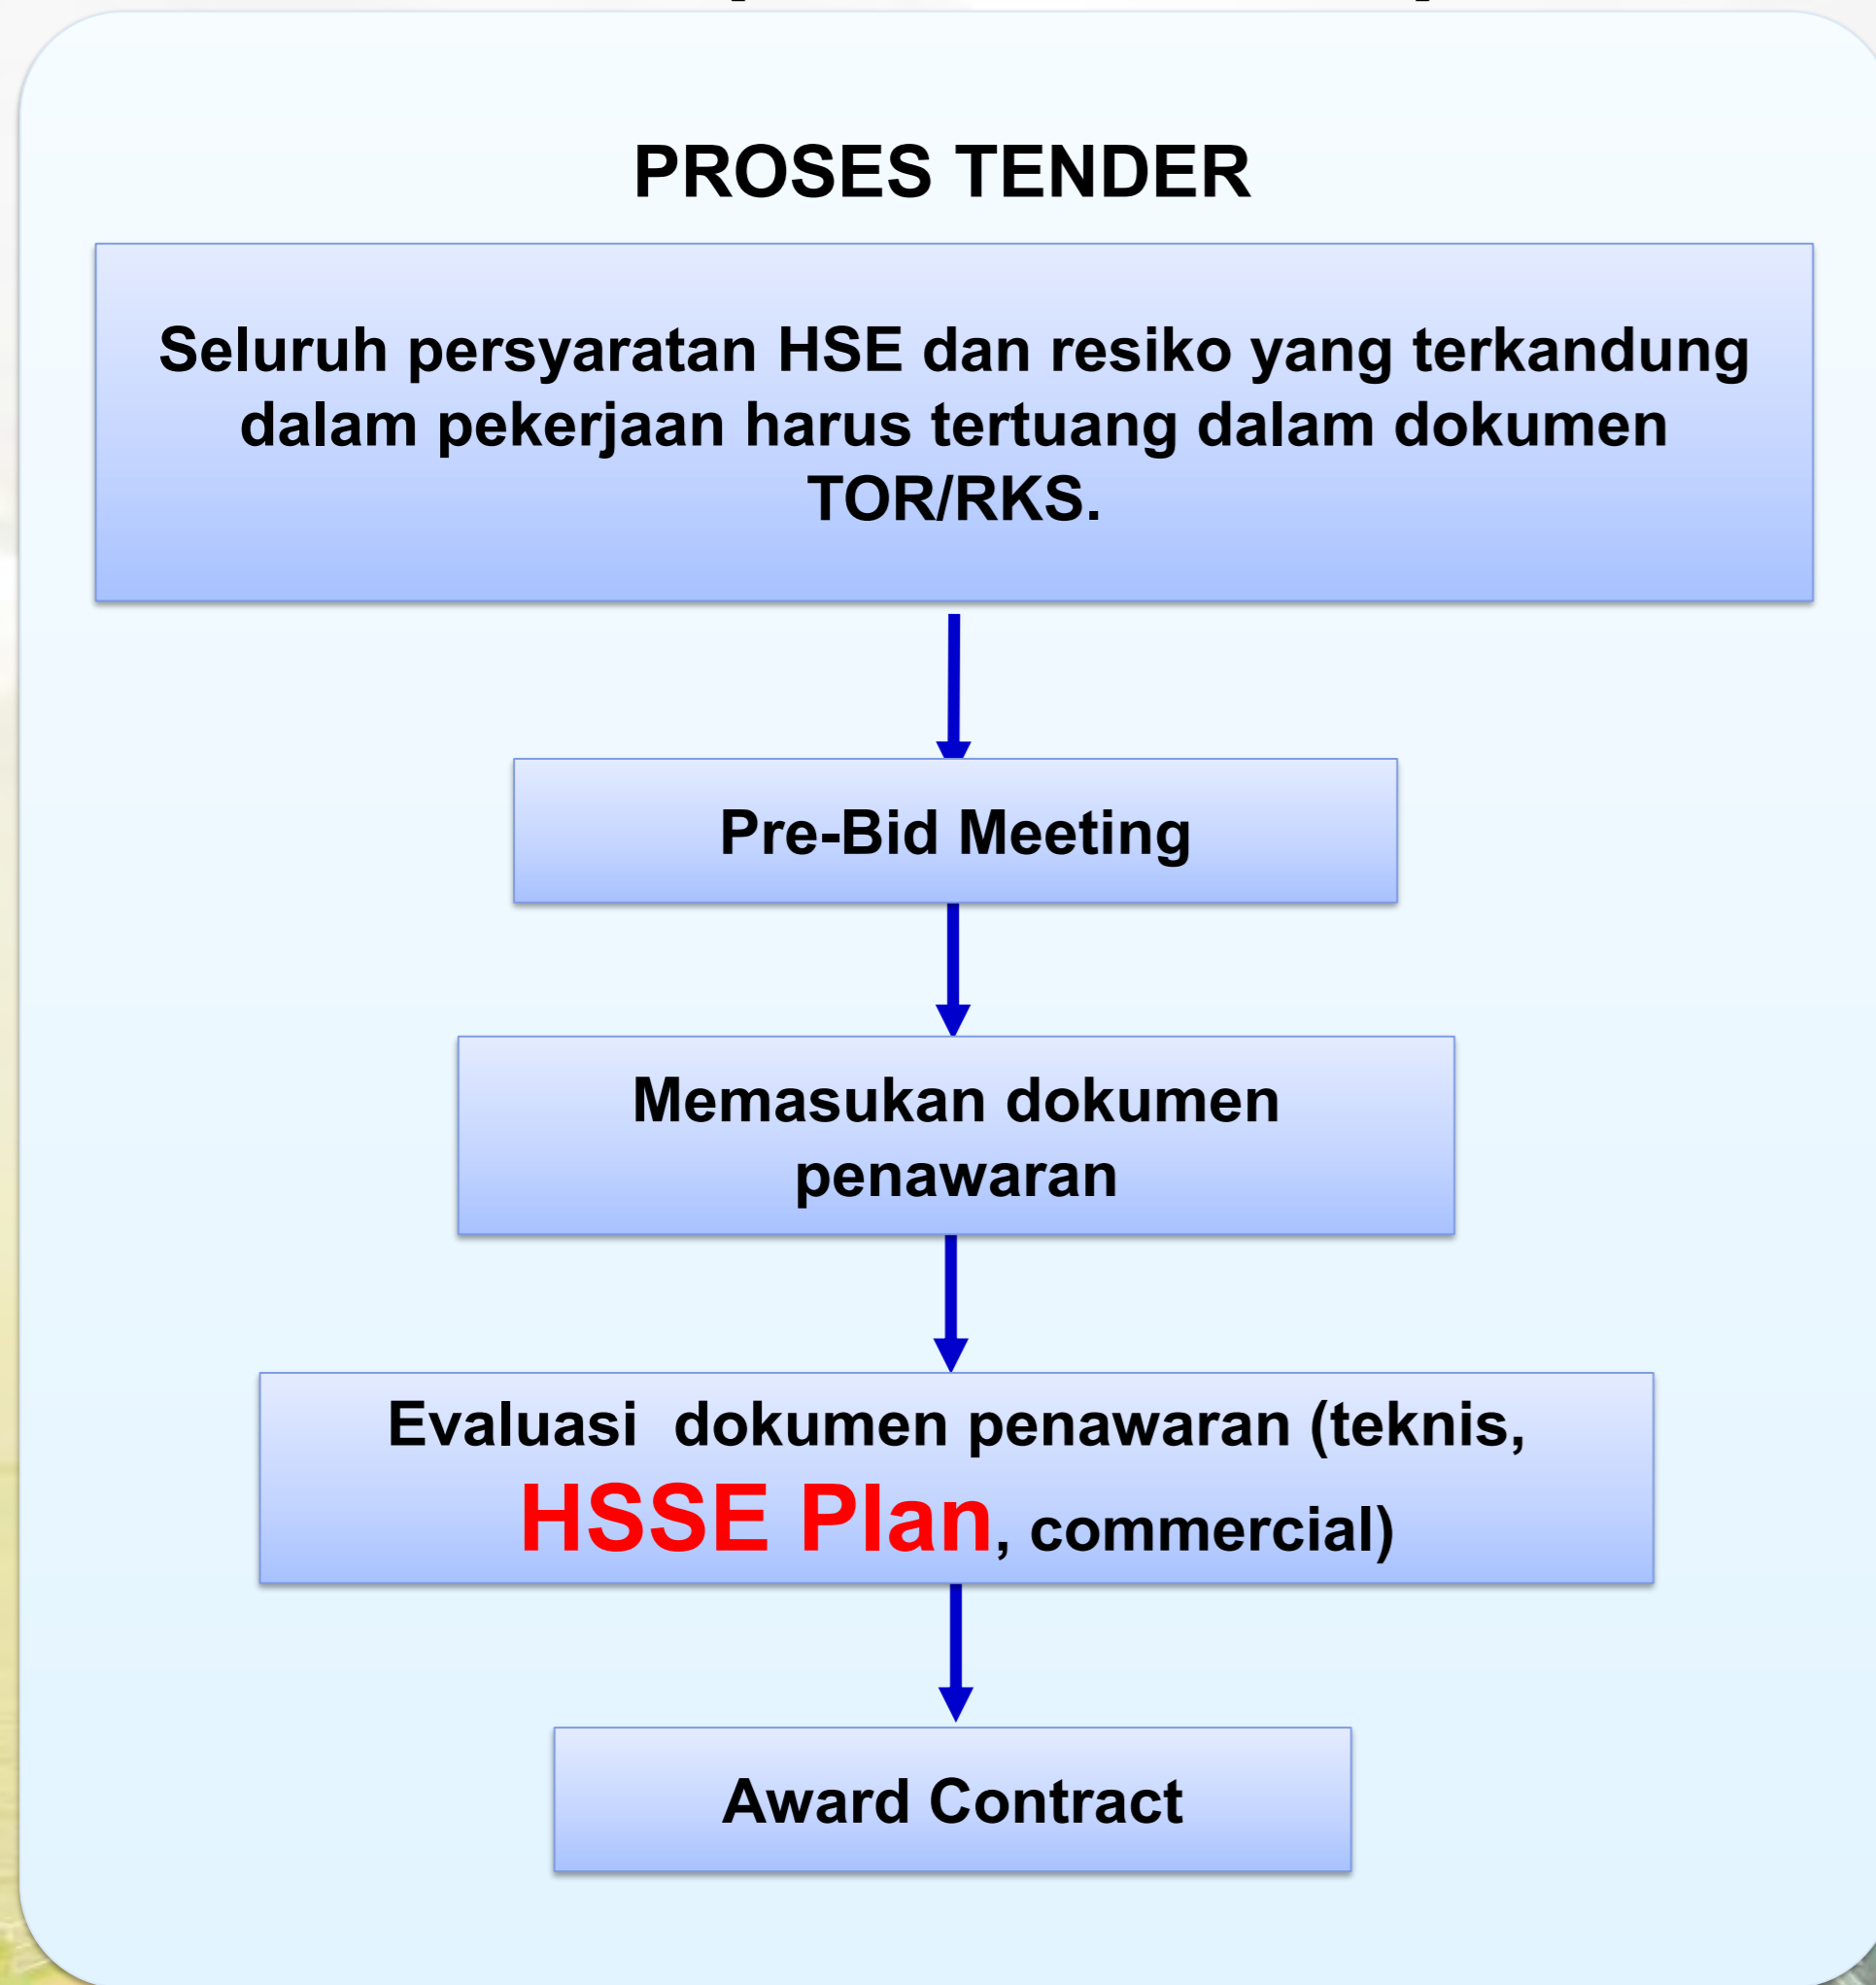 PROSES TENDER
Seluruh persyaratan HSE dan resiko yang terkandung
dalam pekerjaan harus tertuang dalam dokumen
TOR/RKS.
Pre-Bid Meeting
Memasukan dokumen
penawaran
Evaluasi  dokumen penawaran (teknis,
HSSE Plan, commercial)
Award Contract